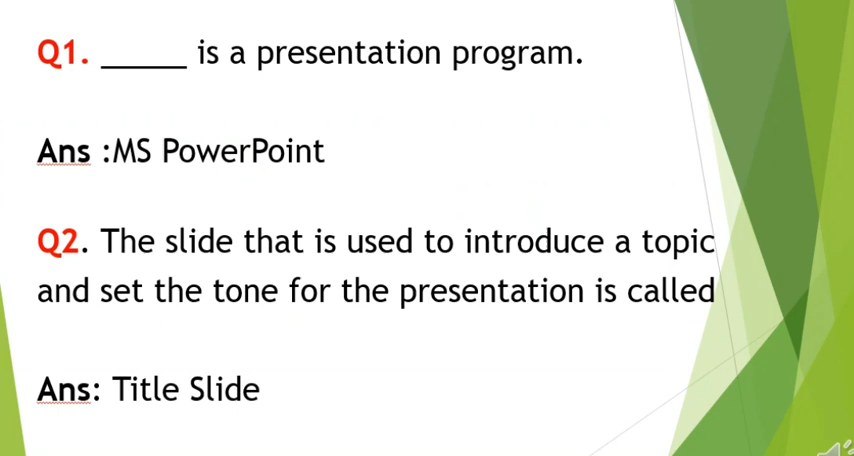 Q1. _____ is a presentation program.
Ans :MS PowerPoint
Q2. The slide that is used to introduce a topic
and set the tone for the presentation is called
Ans: Title Slide